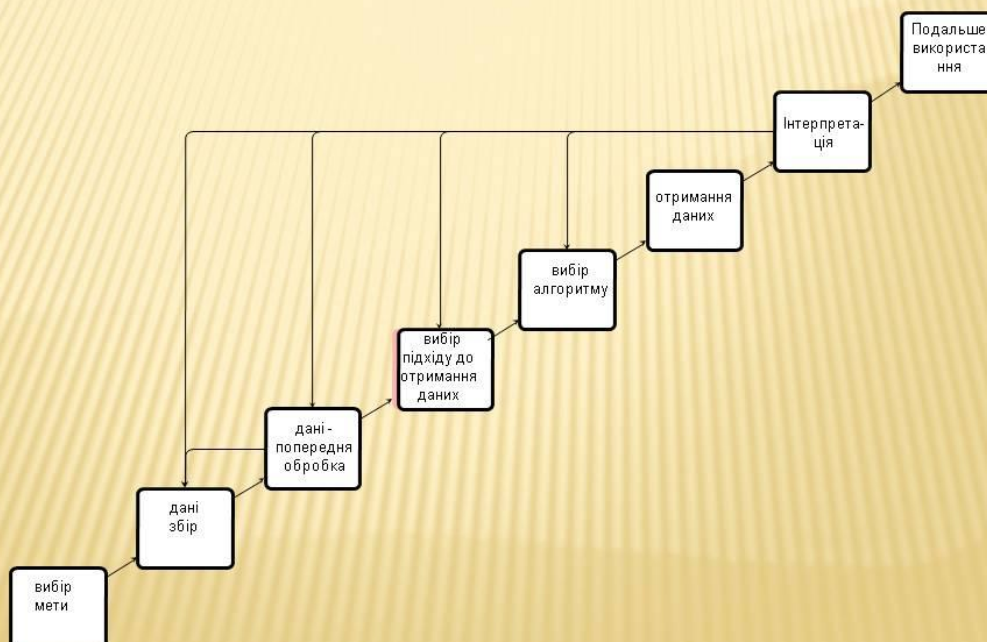 Подальше
використа
ння
Інтерпрета-
ція
отримання
даних
вибір
алгоритму
вибір
підхіду до
отримання
даних
дані -
попередня
обробка
дані
збір
вибір
мети